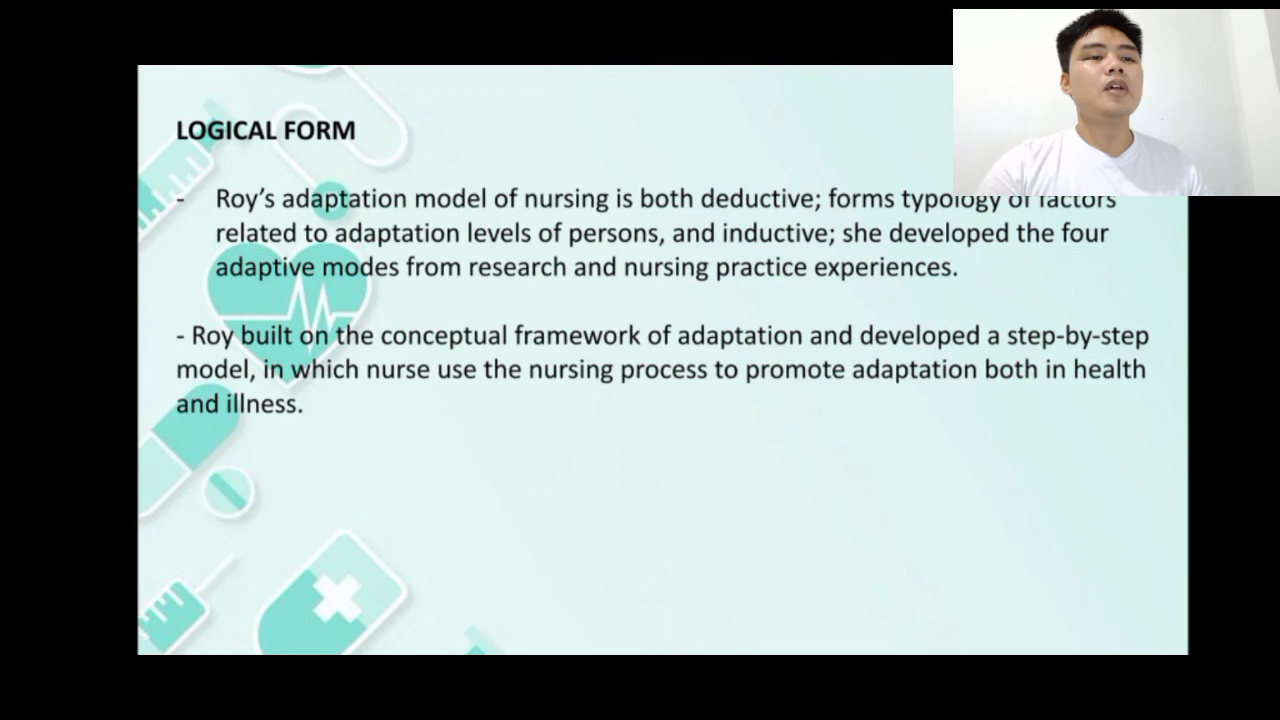 LOGICAL FORM
- Roy’s adaptation model of nursing is both deductive; forms typology of factors
related to adaptation levels of persons, and inductive; she developed the four
adaptive modes from research and nursing practice experiences.
- Roy built on the conceptual framework of adaptation and developed a step-by-step
model, in which nurse use the nursing process to promote adaptation both in health
and illness.